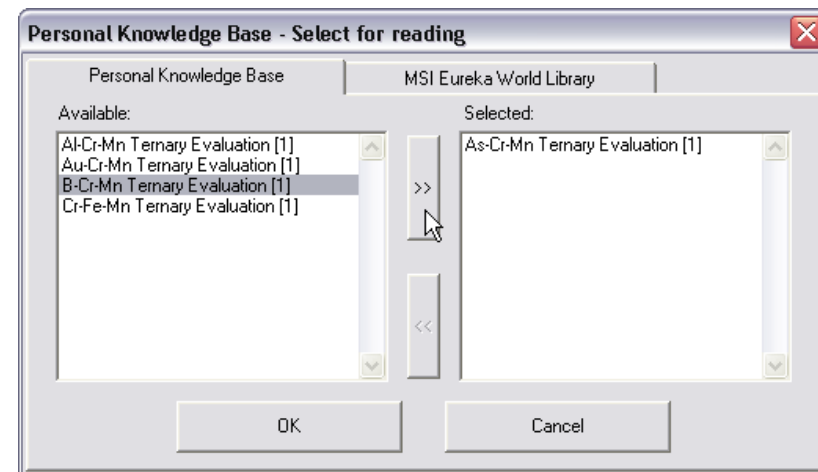 Personal Knowledge Base - Select for reading
Personal Knowledge Base
MSI Eureka World Library
Available:
Selected:
Al-Cr-Mn Ternary Evaluation [1]
Au-Cr-Mn Ternary Evaluation [1]
B-Cr-Mn Ternary Evaluation [1]
Cr-Fe-Mn Ternary Evaluation [1]
>>
<<
As-Cr-Mn Ternary Evaluation [1]
OK
Cancel